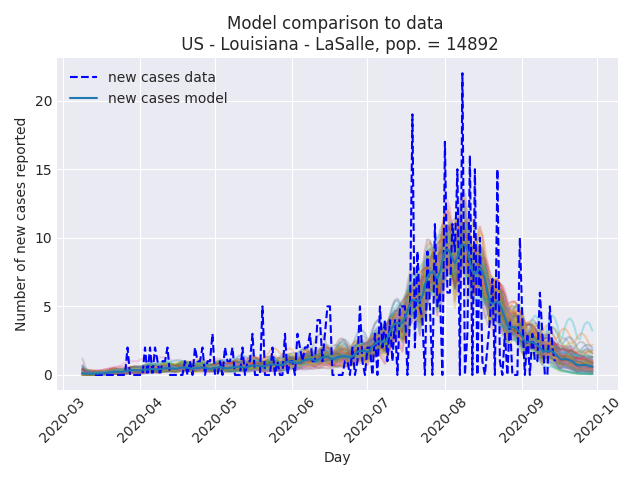 Model comparison to data
US - Louisiana - LaSalle, pop. = 14892
new cases data
new cases model
Number of new cases reported
20
15
10
5
0
2020-03
2020-04
2020-05
2020-06
2020-07
2020-08
2020-09
2020-10
Day